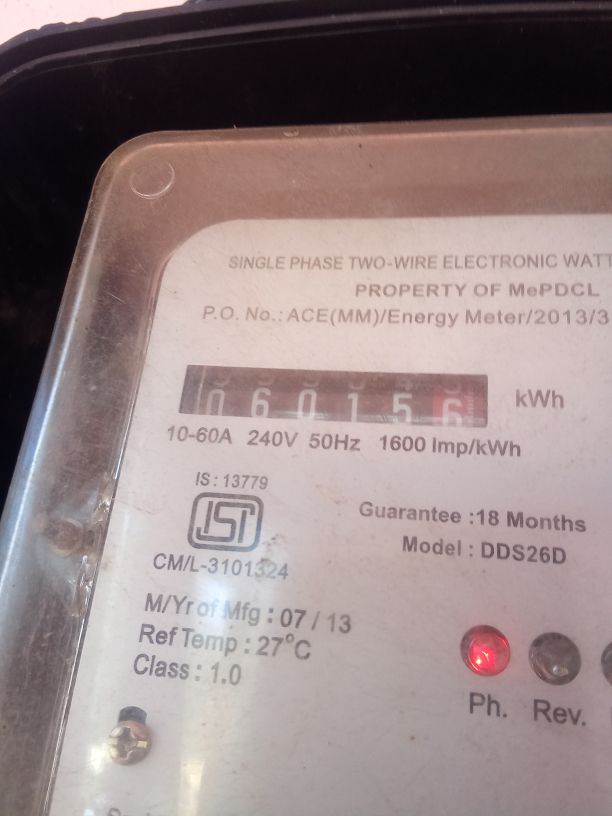 SINGLE PHASE TWO-WIRE ELECTRONIC WATT
PROPERTY OF MePDCL
P.O. No.: ACE(MM)/Energy Meter/2013/3
060156 kWh
10-60A 240V 50Hz 1600 Imp/kWh
IS : 13779
ISI
CM/L-3101324
Guarantee :18 Months
Model : DDS26D
M/Yr of Mfg : 07 / 13
Ref Temp : 27°C
Class : 1.0
Ph. Rev.